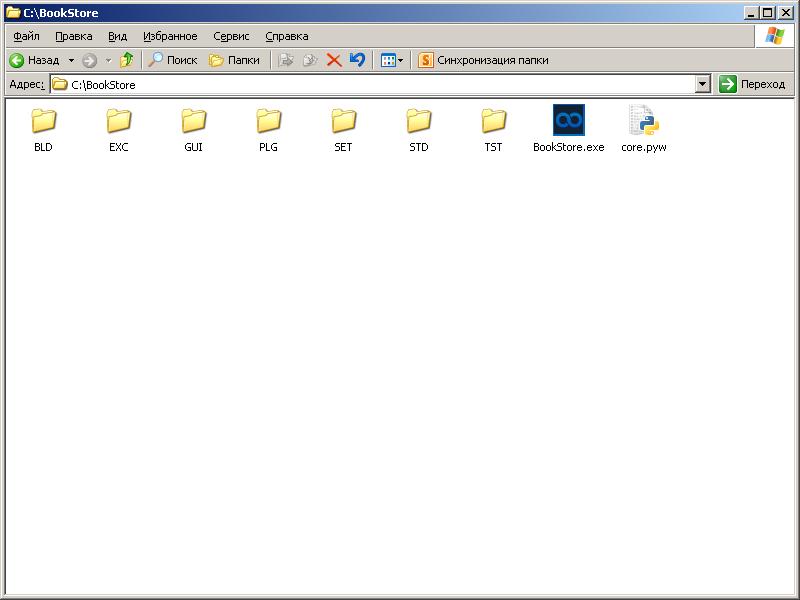 C:\BookStore
Файл Правка Вид Избранное Сервис Справка
Назад Поиск Папки S Синхронизация папки
Адрес: C:\BookStore Переход
BLD EXC GUI PLG SET STD TST BookStore.exe core.pyw